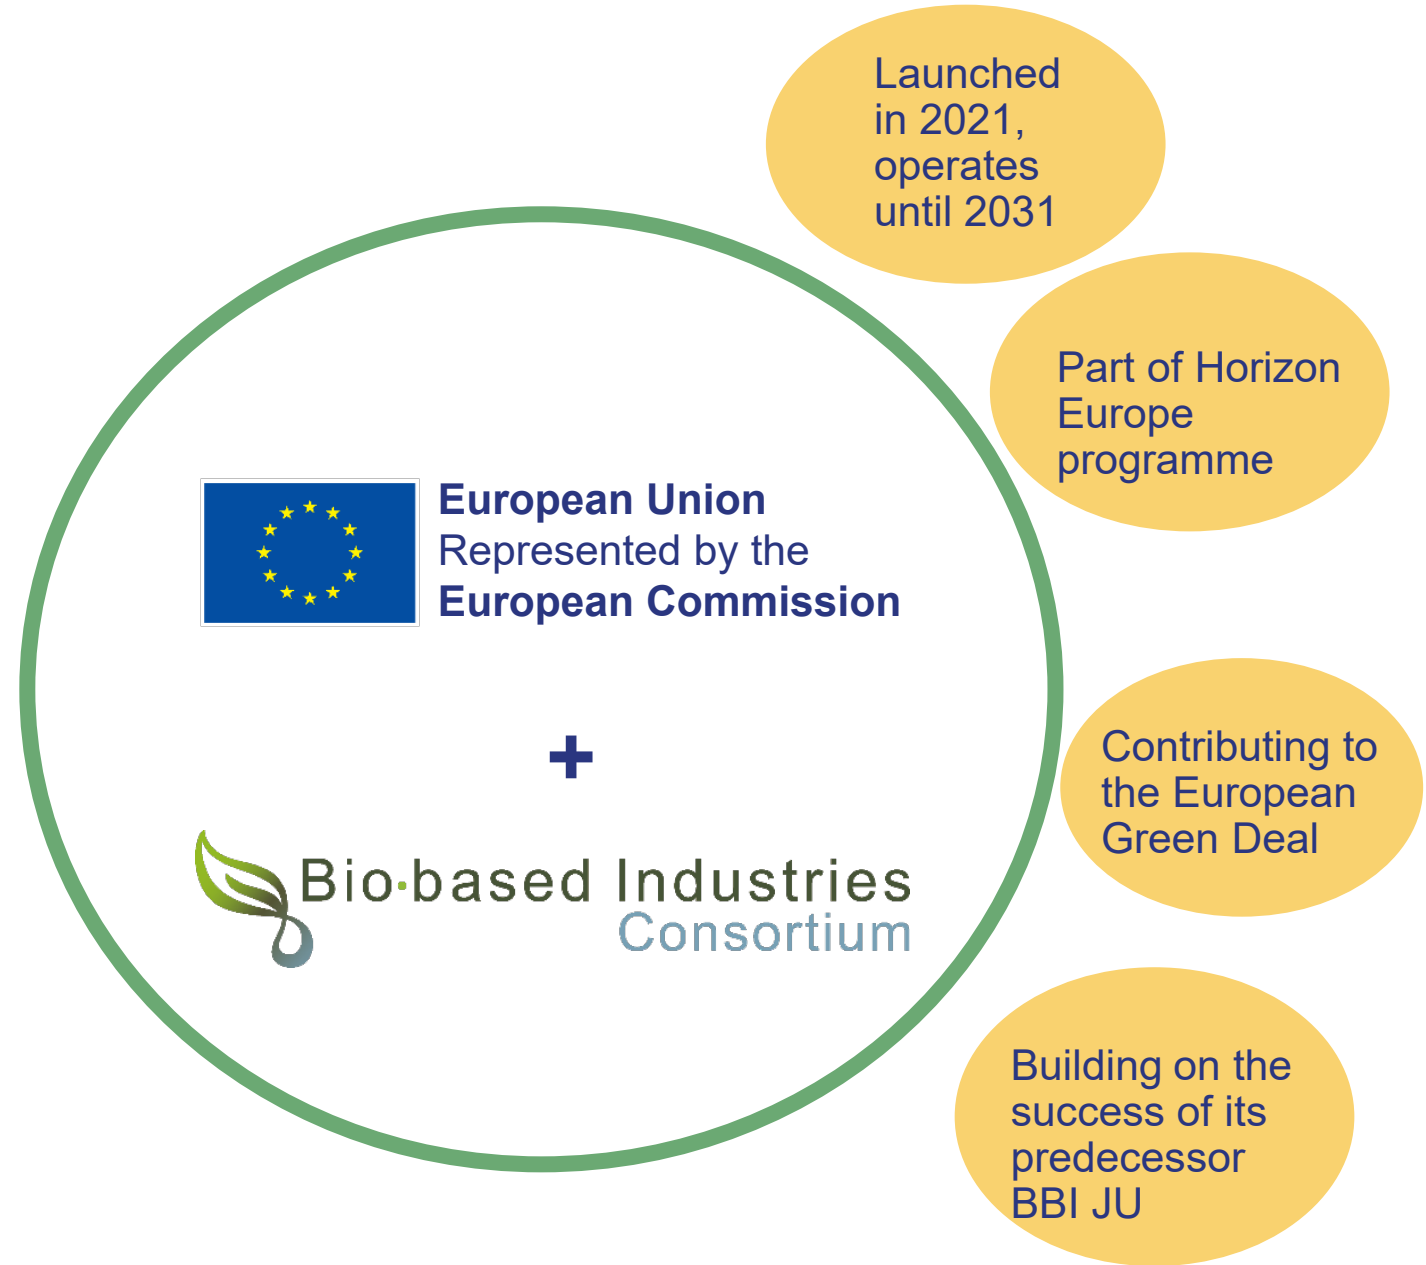 Launched
in 2021,
operates
until 2031
Part of Horizon
Europe
programme
European Union
Represented by the
European Commission
+
Bio·based Industries
Consortium
Contributing to
the European
Green Deal
Building on the
success of its
predecessor
BBI JU